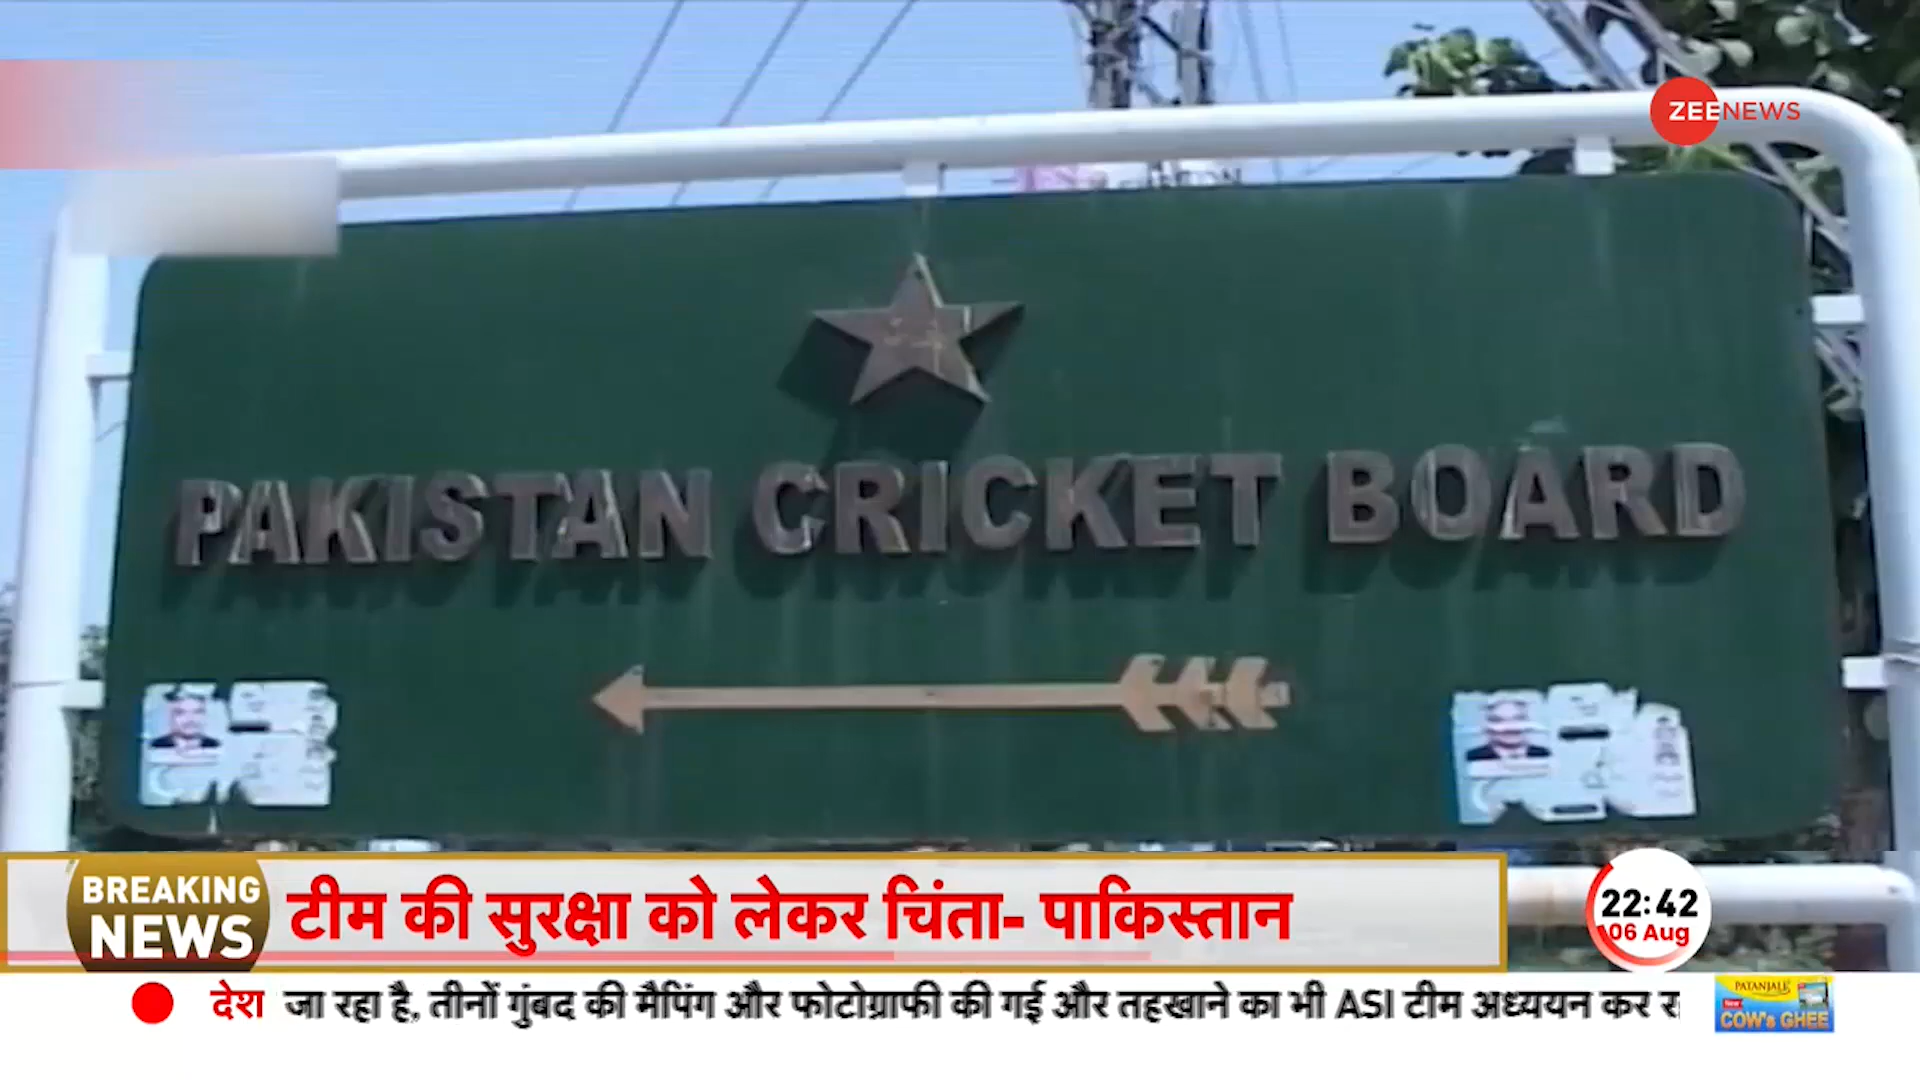 ZEENEWS
PAKISTAN CRICKET BOARD
BREAKING
NEWS
टीम की सुरक्षा को लेकर चिंता- पाकिस्तान
22:42
06 Aug
देश जा रहा है, तीनों गुंबद की मैपिंग और फोटोग्राफी की गई और तहखाने का भी ASI टीम अध्ययन कर
PATANJALI
New
COW's GHEE